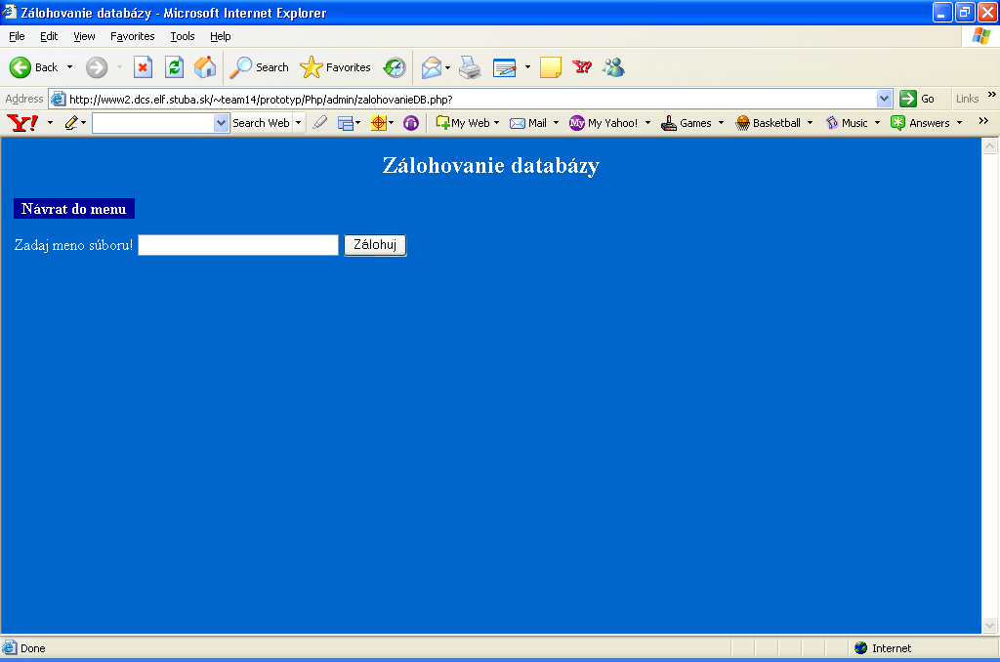 Zálohovanie databázy - Microsoft Internet Explorer
File Edit View Favorites Tools Help
Back Search Favorites
Address http://www2.dcs.elf.stuba.sk/~team14/prototyp/Php/admin/zalohovanieDB.php? Go Links »
Y! Search Web My Web Mail My My Yahoo! Games Basketball Music Answers »
Zálohovanie databázy
Návrat do menu
Zadaj meno súboru! Zálohuj
Done Internet